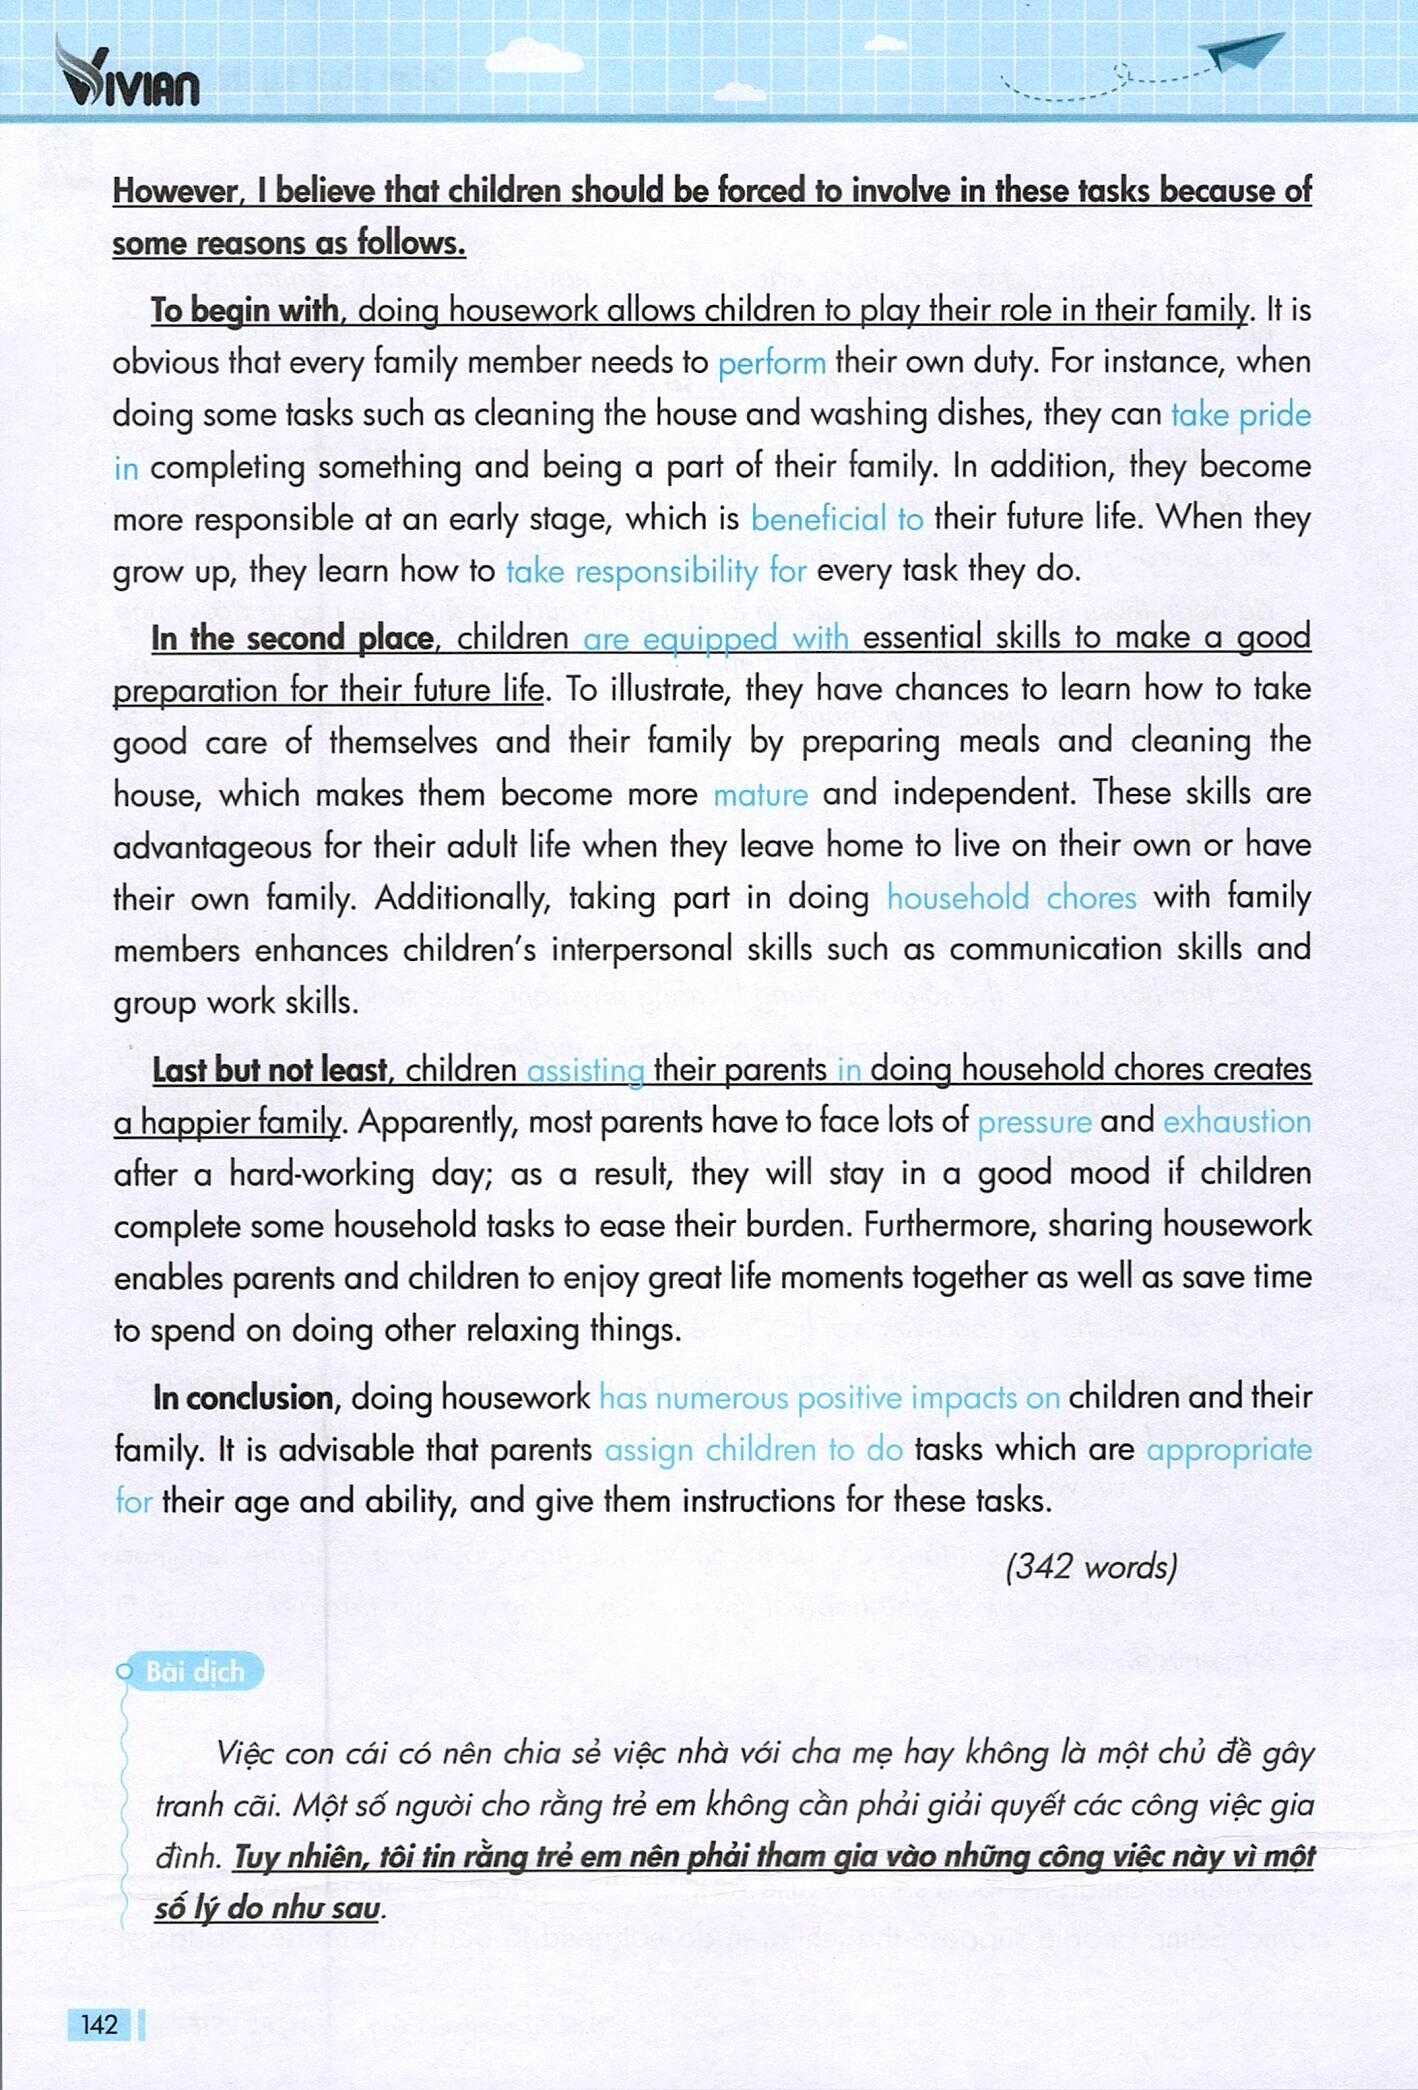 VIVIAN
However, I believe that children should be forced to involve in these tasks because of
some reasons as follows.
To begin with, doing housework allows children to play their role in their family. It is
obvious that every family member needs to perform their own duty. For instance, when
doing some tasks such as cleaning the house and washing dishes, they can take pride
in completing something and being a part of their family. In addition, they become
more responsible at an early stage, which is beneficial to their future life. When they
grow up, they learn how to take responsibility for every task they do.
In the second place, children are equipped with essential skills to make a good
preparation for their future life. To illustrate, they have chances to learn how to take
good care of themselves and their family by preparing meals and cleaning the
house, which makes them become more mature and independent. These skills are
advantageous for their adult life when they leave home to live on their own or have
their own family. Additionally, taking part in doing household chores with family
members enhances children's interpersonal skills such as communication skills and
group work skills.
Last but not least, children assisting their parents in doing household chores creates
a happier family. Apparently, most parents have to face lots of pressure and exhaustion
after a hard-working day; as a result, they will stay in a good mood if children
complete some household tasks to ease their burden. Furthermore, sharing housework
enables parents and children to enjoy great life moments together as well as save time
to spend on doing other relaxing things.
In conclusion, doing housework has numerous positive impacts on children and their
family. It is advisable that parents assign children to do tasks which are appropriate
for their age and ability, and give them instructions for these tasks.
(342 words)
Bài dịch
Việc con cái có nên chia sẻ việc nhà với cha mẹ hay không là một chủ đề gây
tranh cãi. Một số người cho rằng trẻ em không cần phải giải quyết các công việc gia
đình. Tuy nhiên, tôi tin rằng trẻ em nên phải tham gia vào những công việc này vì một
số lý do như sau.
142